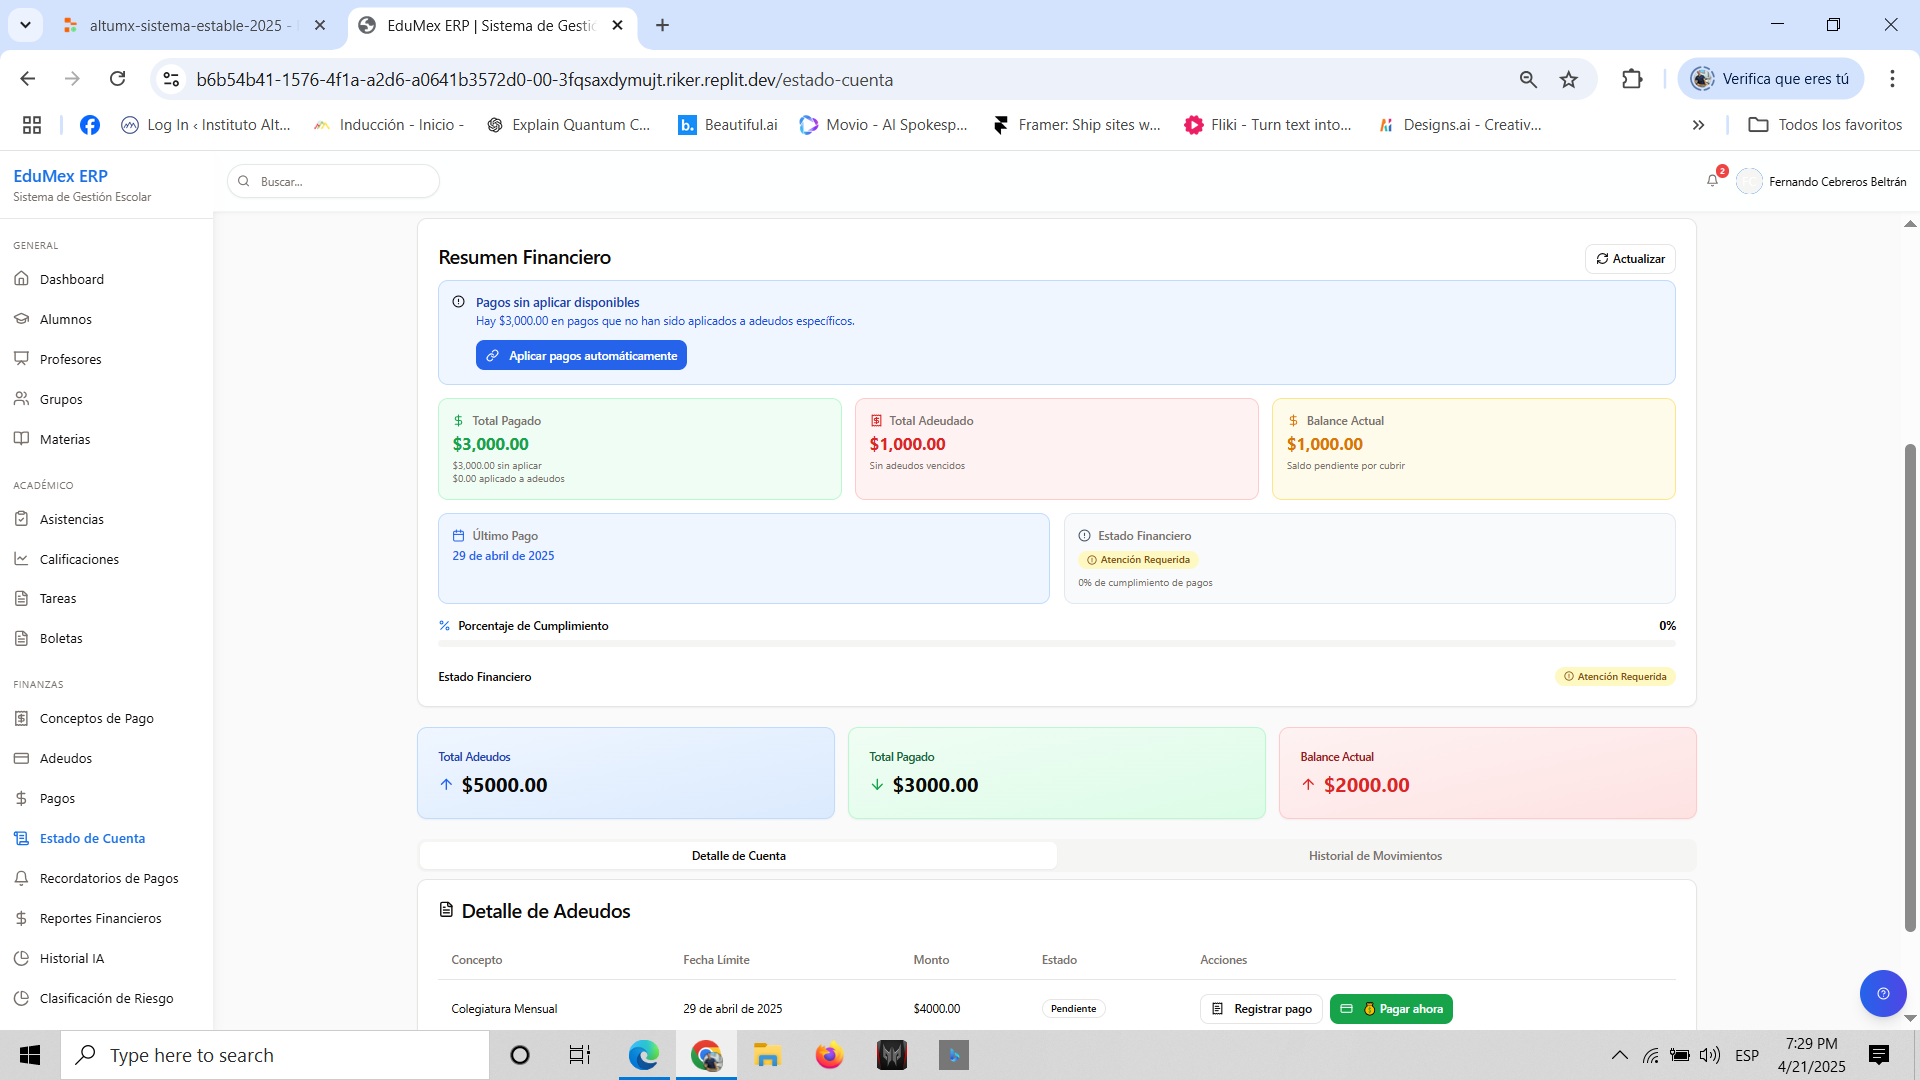 altumx-sistema-estable-2025 -
EduMex ERP | Sistema de Gestió
b6b54b41-1576-4f1a-a2d6-a0641b3572d0-00-3fqsaxdymujt.riker.replit.dev/estado-cuenta
Verifica que eres tú
Log In ‹ Instituto Alt...
Inducción - Inicio -
Explain Quantum C...
b.
Beautiful.ai
Movio - AI Spokesp...
Framer: Ship sites w...
Fliki - Turn text into...
Designs.ai - Creativ...
Todos los favoritos
EduMex ERP
Sistema de Gestión Escolar
Buscar...
2
Fernando Cebreros Beltrán
GENERAL
Dashboard
Alumnos
Profesores
Grupos
Materias
ACADÉMICO
Asistencias
Calificaciones
Tareas
Boletas
FINANZAS
Conceptos de Pago
Adeudos
Pagos
Estado de Cuenta
Recordatorios de Pagos
Reportes Financieros
Historial IA
Clasificación de Riesgo
Resumen Financiero
Actualizar
Pagos sin aplicar disponibles
Hay $3,000.00 en pagos que no han sido aplicados a adeudos específicos.
Aplicar pagos automáticamente
Total Pagado
$3,000.00
$3,000.00 sin aplicar
$0.00 aplicado a adeudos
Total Adeudado
$1,000.00
Sin adeudos vencidos
Balance Actual
$1,000.00
Saldo pendiente por cubrir
Último Pago
29 de abril de 2025
Estado Financiero
Atención Requerida
0% de cumplimiento de pagos
Porcentaje de Cumplimiento
0%
Estado Financiero
Atención Requerida
Total Adeudos
$5000.00
Total Pagado
$3000.00
Balance Actual
$2000.00
Detalle de Cuenta
Historial de Movimientos
Detalle de Adeudos
Concepto Fecha Límite Monto Estado Acciones
Colegiatura Mensual 29 de abril de 2025 $4000.00 Pendiente Registrar pago Pagar ahora
Type here to search
ESP
7:29 PM
4/21/2025